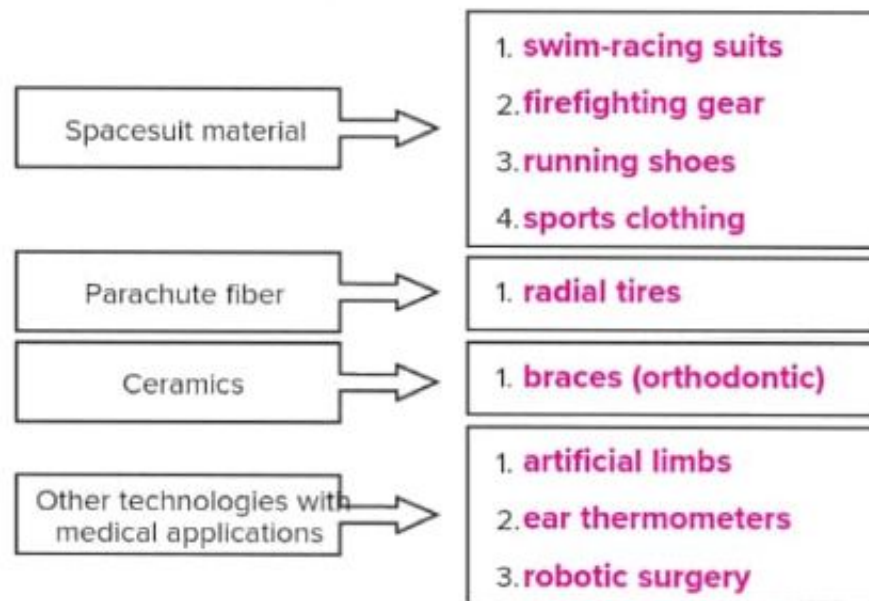 Spacesuit material
1. swim-racing suits
2. firefighting gear
3. running shoes
4. sports clothing
Parachute fiber
1. radial tires
Ceramics
1. braces (orthodontic)
Other technologies with
medical applications
1. artificial limbs
2. ear thermometers
3. robotic surgery